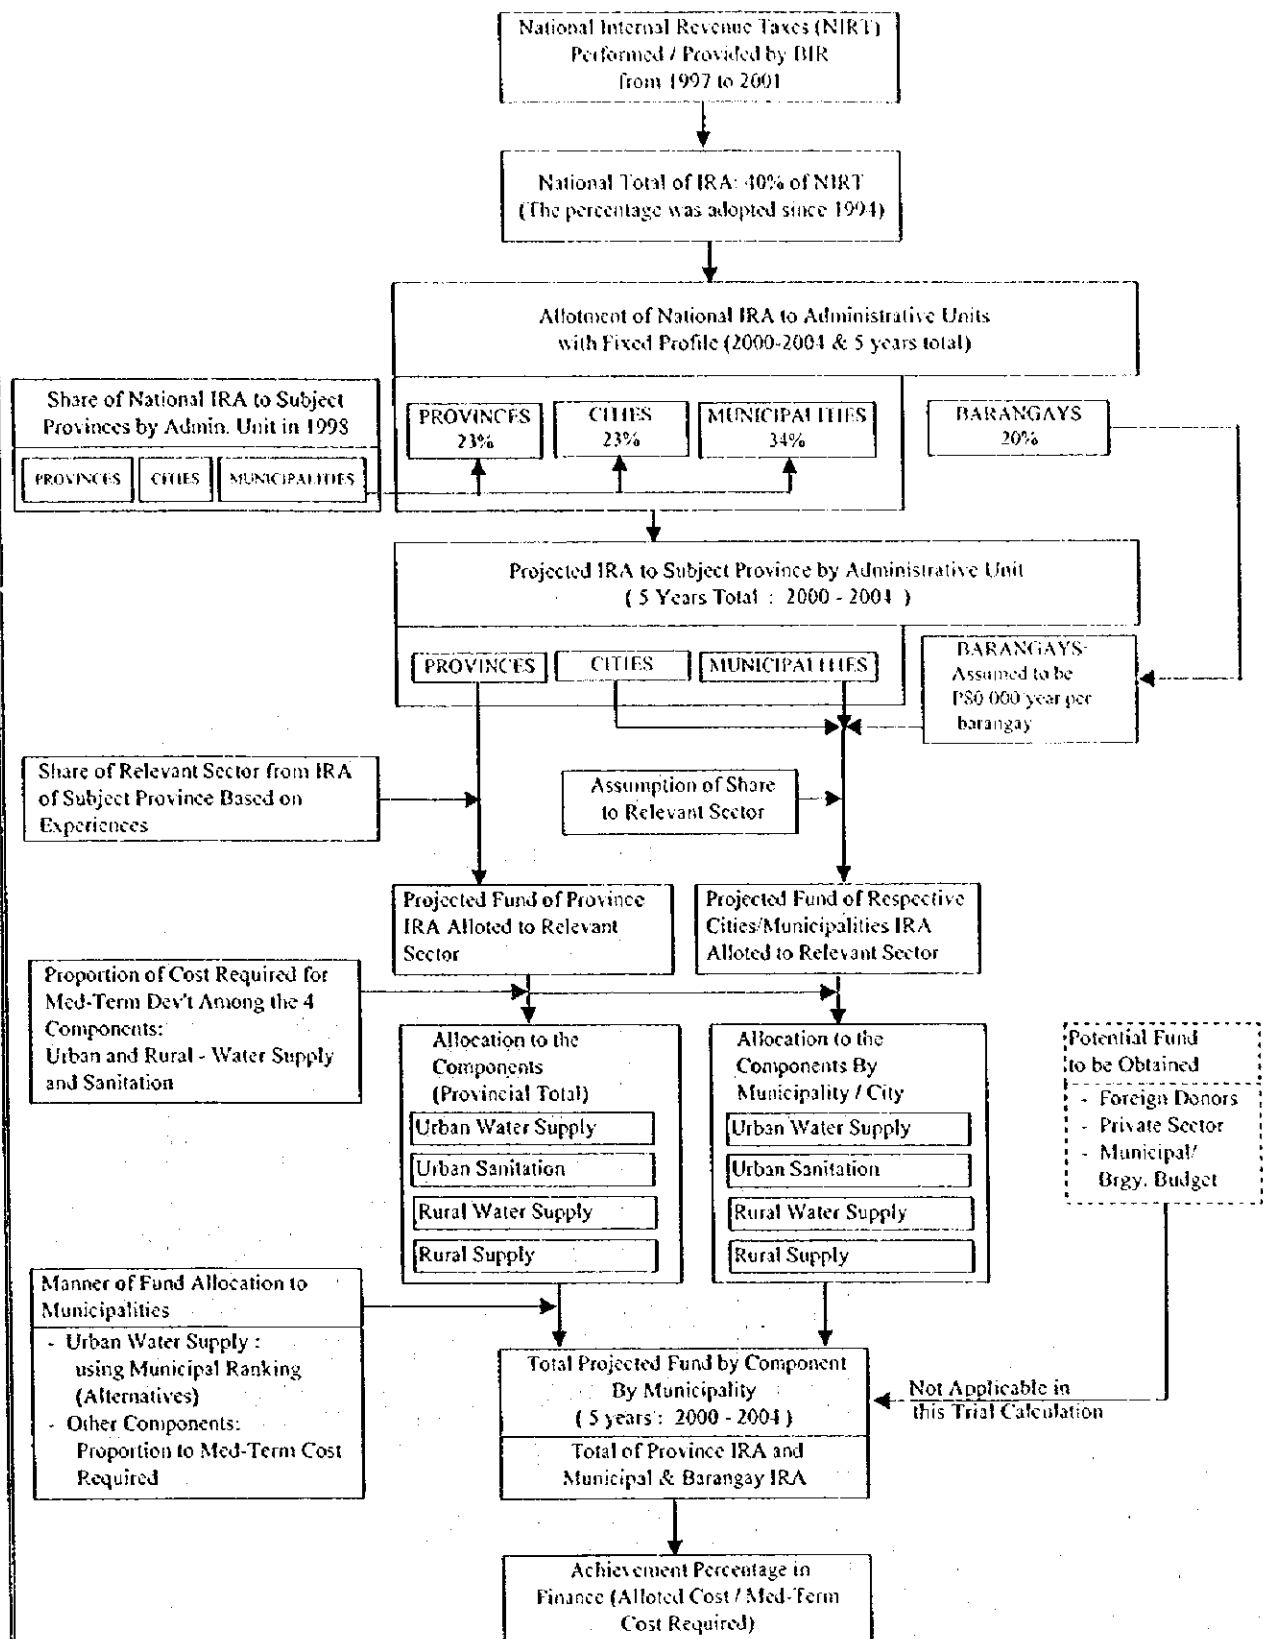 National Internal Revenue Taxes (NIRT)
Performed / Provided by BIR
from 1997 to 2001
National Total of IRA: 40% of NIRT
(The percentage was adopted since 1994)
Allotment of National IRA to Administrative Units
with Fixed Profile (2000-2004 & 5 years total)
Share of National IRA to Subject
Provinces by Admin. Unit in 1998
PROVINCES
CITIES
MUNICIPALITIES
PROVINCES
23%
CITIES
23%
MUNICIPALITIES
34%
BARANGAYS
20%
Projected IRA to Subject Province by Administrative Unit
( 5 Years Total : 2000 - 2004 )
PROVINCES
CITIES
MUNICIPALITIES
BARANGAYS-
Assumed to be
P80,000/year per
barangay
Share of Relevant Sector from IRA
of Subject Province Based on
Experiences
Assumption of Share
to Relevant Sector
Projected Fund of Province
IRA Alloted to Relevant
Sector
Projected Fund of Respective
Cities/Municipalities IRA
Alloted to Relevant Sector
Proportion of Cost Required for
Med-Term Dev't Among the 4
Components:
Urban and Rural - Water Supply
and Sanitation
Allocation to the
Components
(Provincial Total)
Urban Water Supply
Urban Sanitation
Rural Water Supply
Rural Supply
Allocation to the
Components By
Municipality / City
Urban Water Supply
Urban Sanitation
Rural Water Supply
Rural Supply
Potential Fund
to be Obtained
- Foreign Donors
- Private Sector
- Municipal/
Brgy. Budget
Manner of Fund Allocation to
Municipalities
- Urban Water Supply :
using Municipal Ranking
(Alternatives)
- Other Components:
Proportion to Med-Term Cost
Required
Total Projected Fund by Component
By Municipality
( 5 years : 2000 - 2004 )
Total of Province IRA and
Municipal & Barangay IRA
Not Applicable in
this Trial Calculation
Achievement Percentage in
Finance (Alloted Cost / Med-Term
Cost Required)